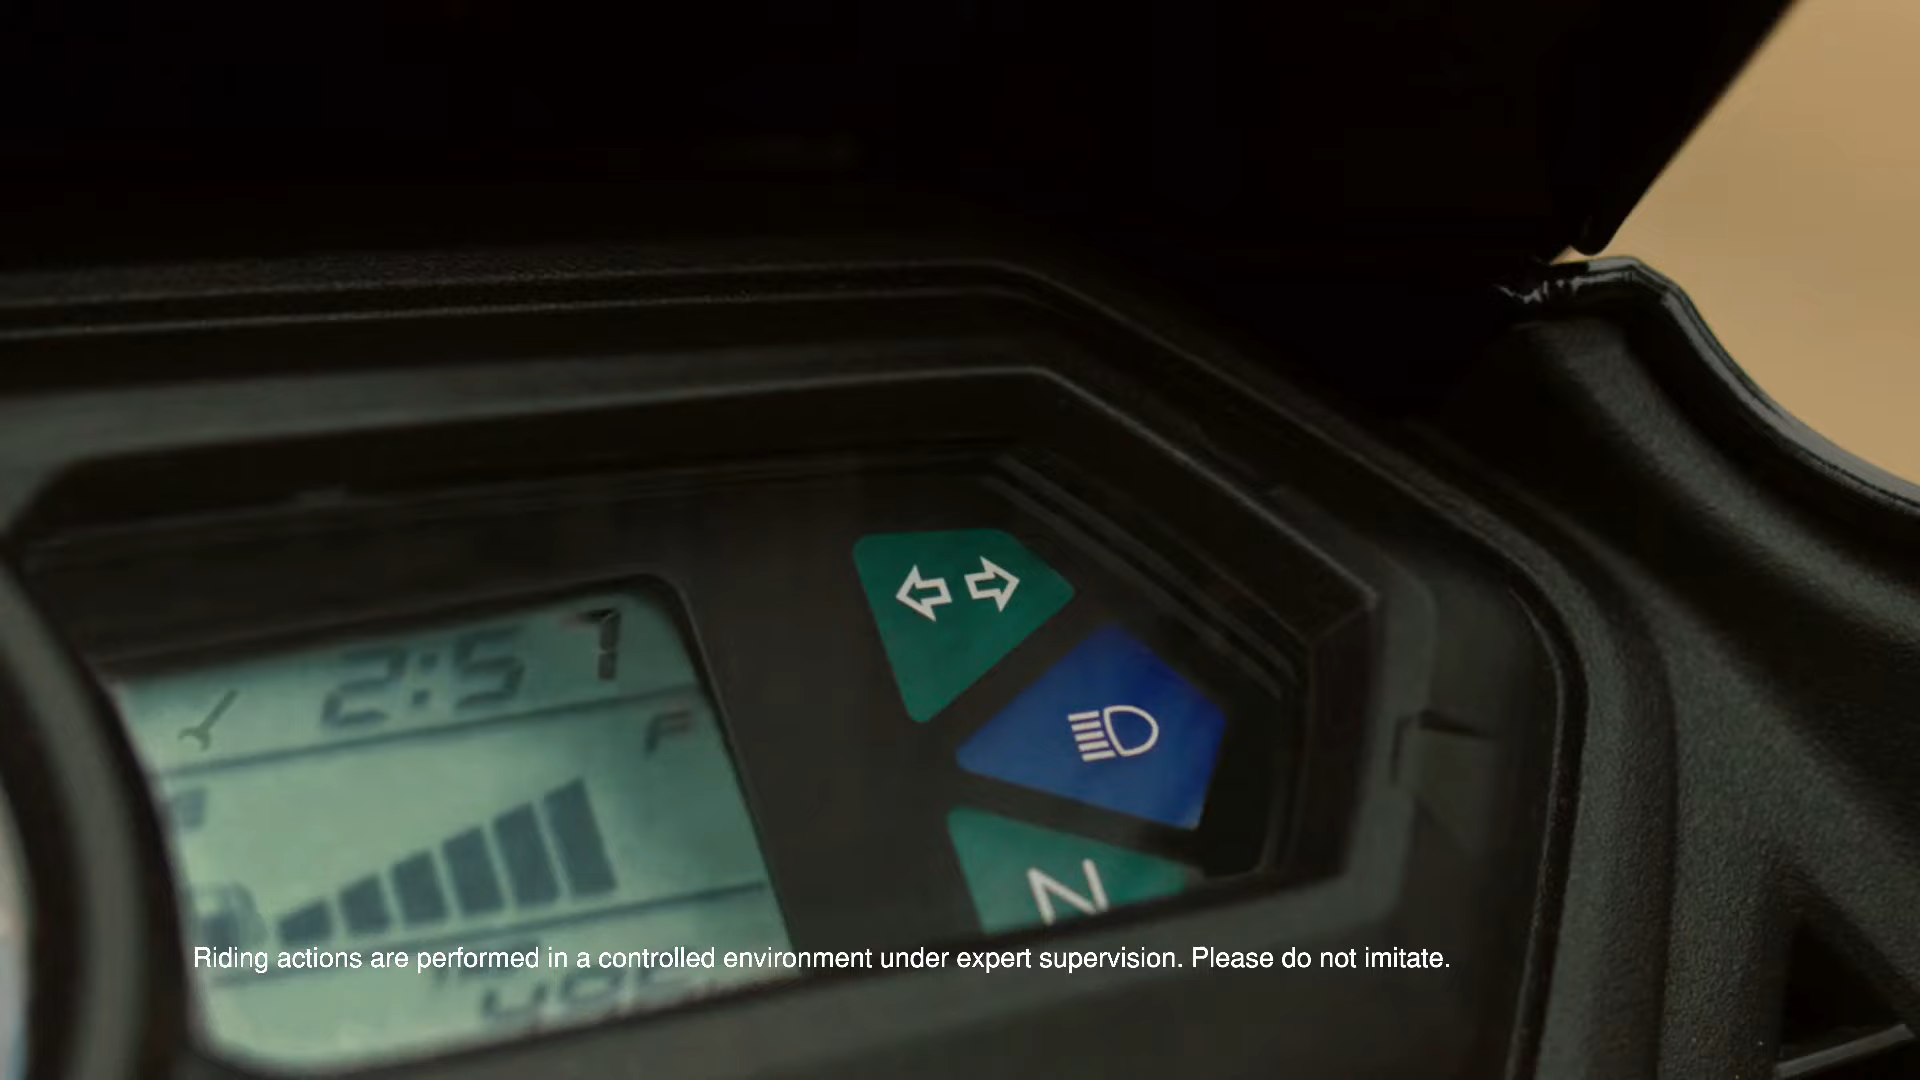 2:57
F
N
Riding actions are performed in a controlled environment under expert supervision. Please do not imitate.